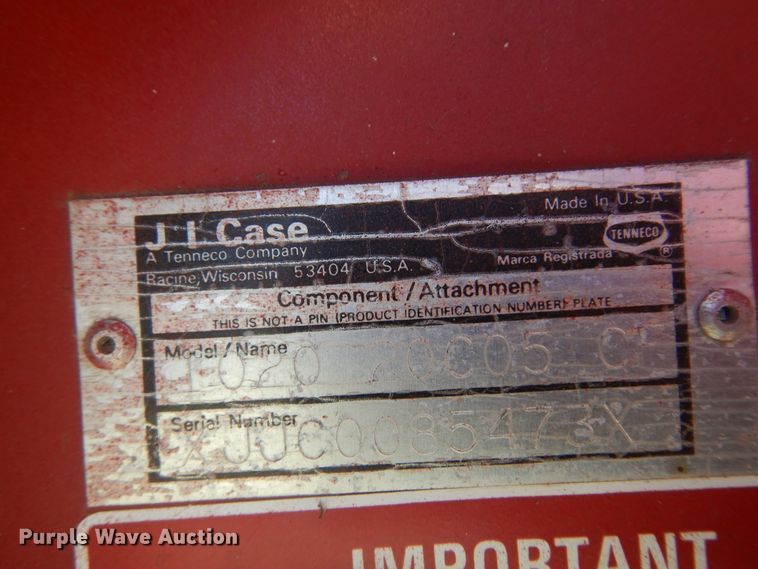 J I Case
A Tenneco Company
Racine, Wisconsin 53404 U.S.A.
Made In U.S.A.
TENNECO
®
Marca Registrada
Component/Attachment
THIS IS NOT A PIN (PRODUCT IDENTIFICATION NUMBER) PLATE
Model/Name
1020
Serial Number
XJJC0085473X
IMPORTANT
Purple Wave Auction